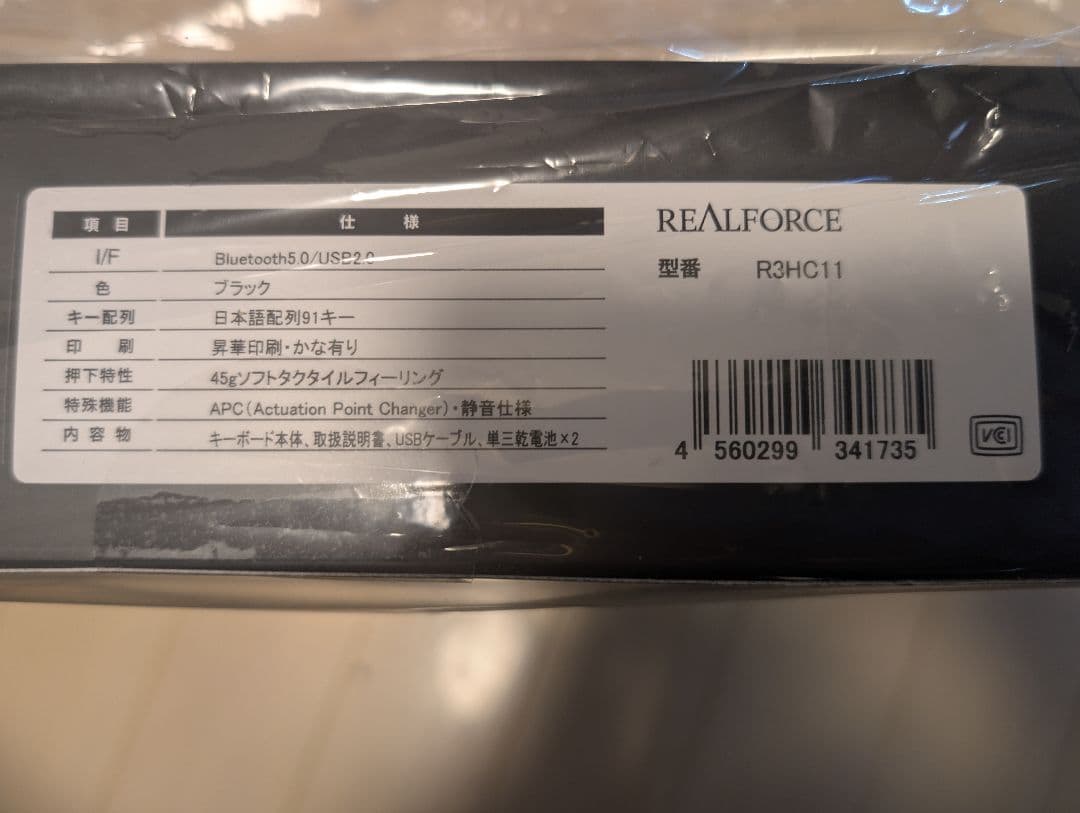 項目 仕様
I/F Bluetooth5.0/USB2.0
色 ブラック
キー配列 日本語配列91キー
印刷 昇華印刷・かな有り
押下特性 45gソフトタクタイルフィーリング
特殊機能 APC(Actuation Point Changer)・静音仕様
内容物 キーボード本体、取扱説明書、USBケーブル、単三乾電池×2
REALFORCE
型番 R3HC11
4 560299 341735
VCCI